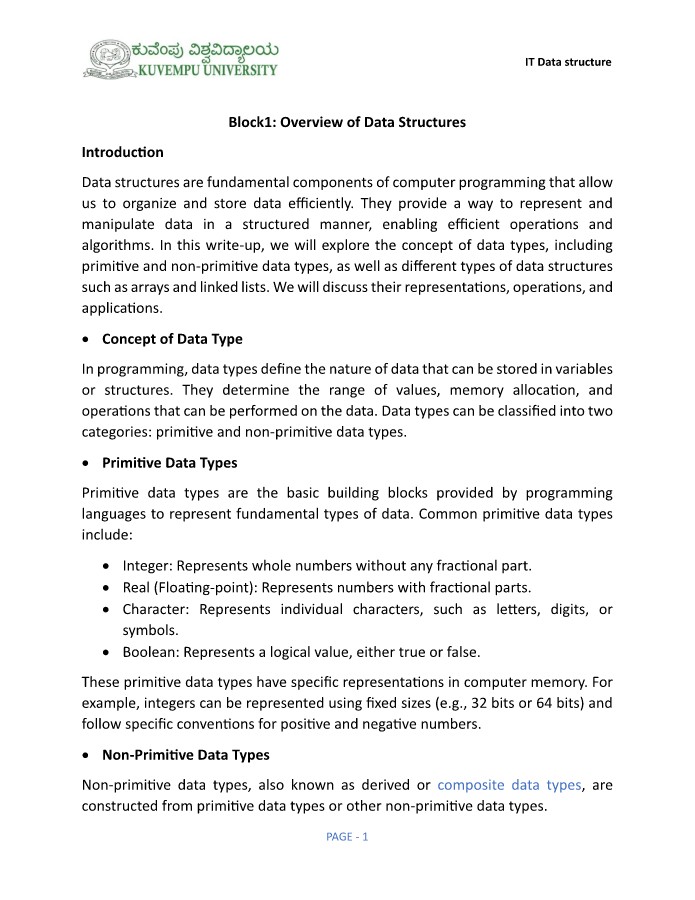 ಕುವೆಂಪು ವಿಶ್ವವಿದ್ಯಾಲಯ
KUVEMPU UNIVERSITY
IT Data structure
Block1: Overview of Data Structures
Introduction
Data structures are fundamental components of computer programming that allow
us to organize and store data efficiently. They provide a way to represent and
manipulate data in a structured manner, enabling efficient operations and
algorithms. In this write-up, we will explore the concept of data types, including
primitive and non-primitive data types, as well as different types of data structures
such as arrays and linked lists. We will discuss their representations, operations, and
applications.
• Concept of Data Type
In programming, data types define the nature of data that can be stored in variables
or structures. They determine the range of values, memory allocation, and
operations that can be performed on the data. Data types can be classified into two
categories: primitive and non-primitive data types.
• Primitive Data Types
Primitive data types are the basic building blocks provided by programming
languages to represent fundamental types of data. Common primitive data types
include:
• Integer: Represents whole numbers without any fractional part.
• Real (Floating-point): Represents numbers with fractional parts.
• Character: Represents individual characters, such as letters, digits, or
symbols.
• Boolean: Represents a logical value, either true or false.
These primitive data types have specific representations in computer memory. For
example, integers can be represented using fixed sizes (e.g., 32 bits or 64 bits) and
follow specific conventions for positive and negative numbers.
• Non-Primitive Data Types
Non-primitive data types, also known as derived or composite data types, are
constructed from primitive data types or other non-primitive data types.
PAGE - 1